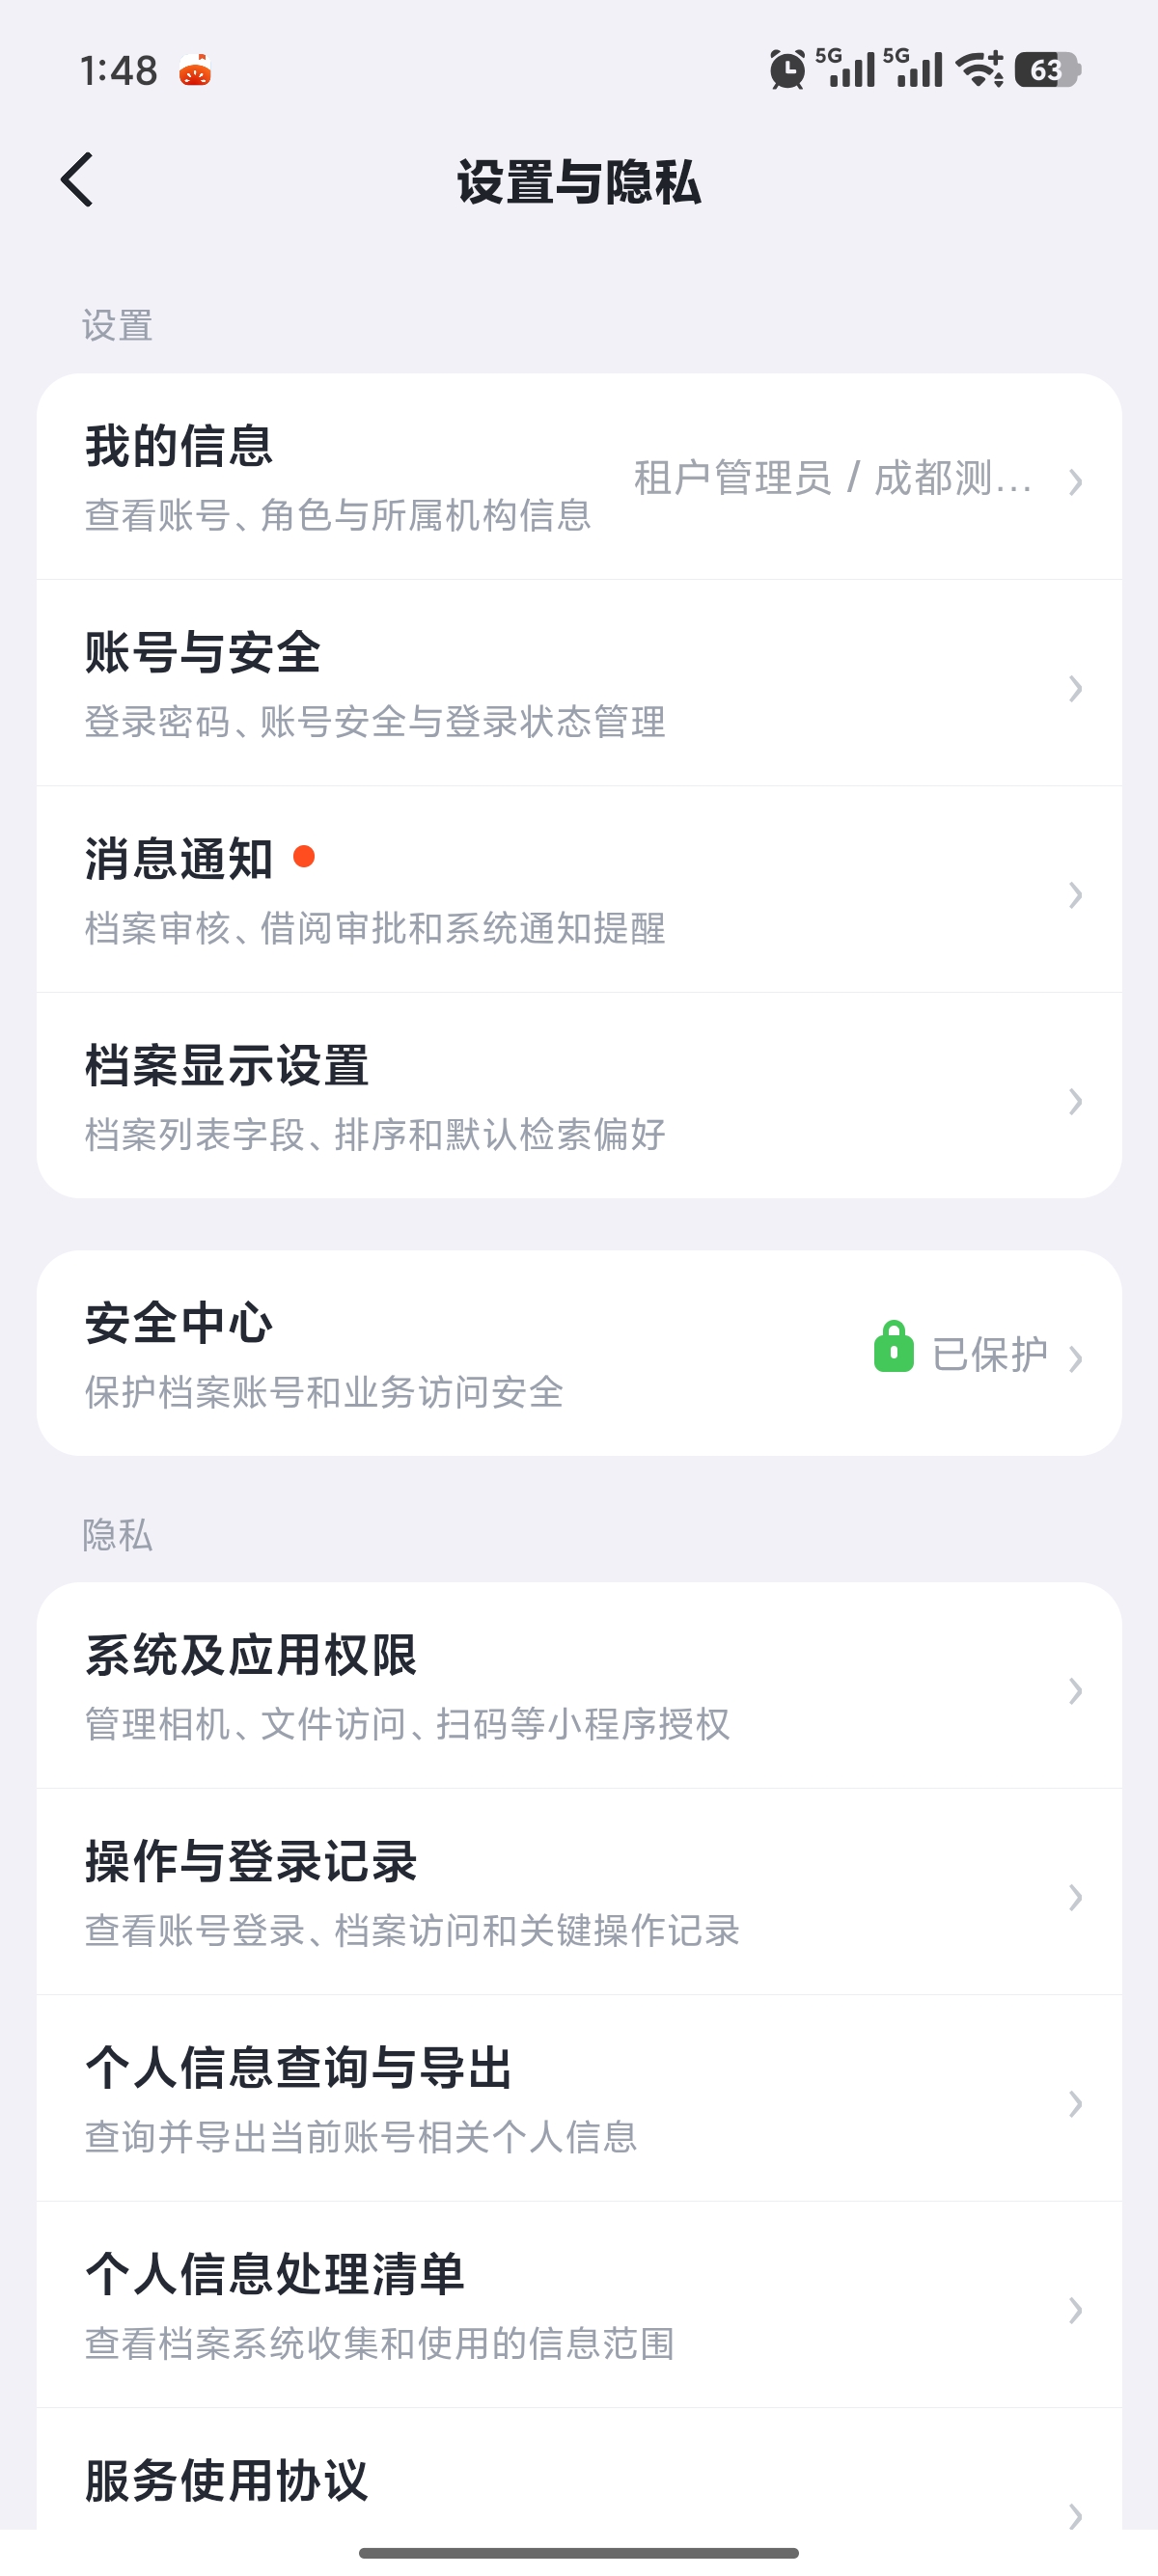 1:48
5G 5G 63
设置与隐私
设置
我的信息
租户管理员 / 成都测...
查看账号、角色与所属机构信息
账号与安全
登录密码、账号安全与登录状态管理
消息通知
档案审核、借阅审批和系统通知提醒
档案显示设置
档案列表字段、排序和默认检索偏好
安全中心
已保护
保护档案账号和业务访问安全
隐私
系统及应用权限
管理相机、文件访问、扫码等小程序授权
操作与登录记录
查看账号登录、档案访问和关键操作记录
个人信息查询与导出
查询并导出当前账号相关个人信息
个人信息处理清单
查看档案系统收集和使用的信息范围
服务使用协议